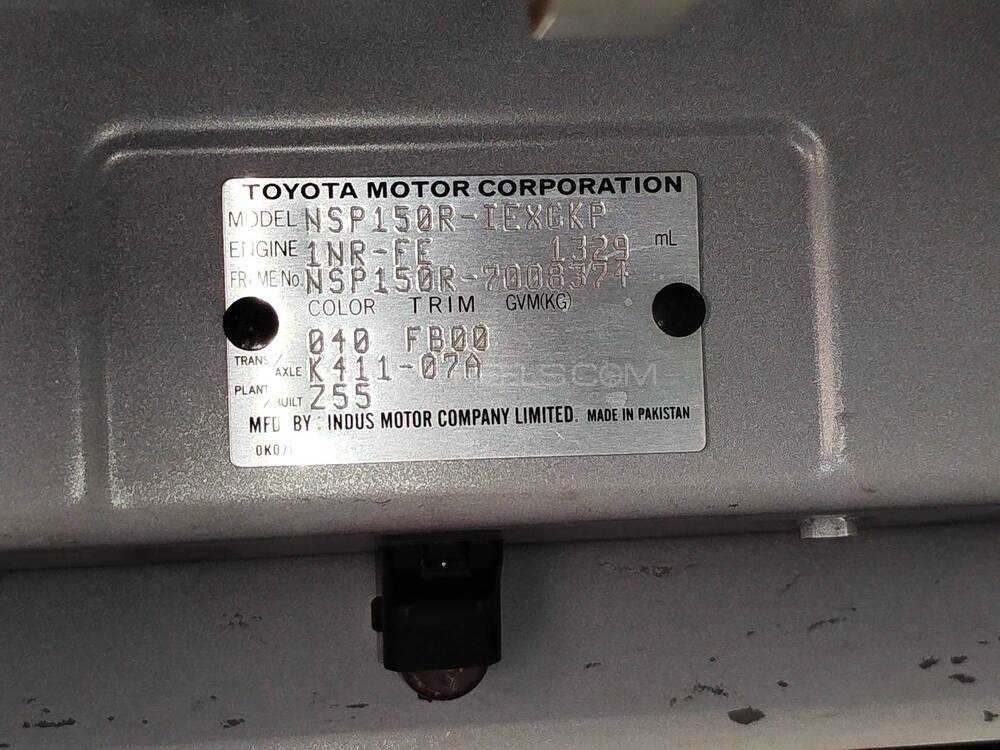 TOYOTA MOTOR CORPORATION
MODEL NSP150R-IEXGKP
ENGINE 1NR-FE 1329 mL
FRAME No. NSP150R-7008371
COLOR TRIM GVM(KG)
040 FB00
TRANS/AXLE K411-07A
PLANT/BUILT Z55
MFD BY : INDUS MOTOR COMPANY LIMITED. MADE IN PAKISTAN